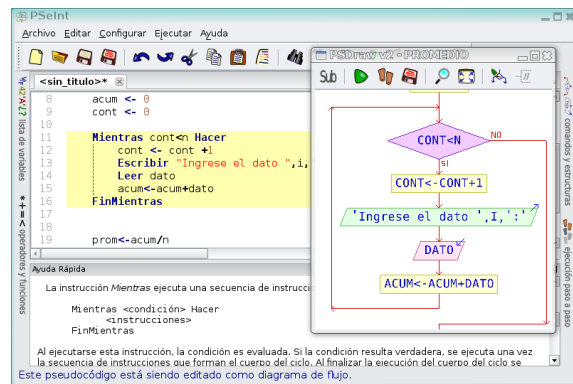 PSeInt
Archivo Editar Configurar Ejecutar Ayuda
<sin_titulo>*
8 acum <- 0
9 cont <- 0
10
11 Mientras cont<n Hacer
12 cont <- cont +1
13 Escribir "Ingrese el dato ",i,
14 Leer dato
15 acum<-acum+dato
16 FinMientras
17
18
19 prom<-acum/n
lista de variables
operadores y funciones
Ayuda Rápida
La instrucción Mientras ejecuta una secuencia de instrucci
Mientras <condición> Hacer
<instrucciones>
FinMientras
Al ejecutarse esta instrucción, la condición es evaluada. Si la condición resulta verdadera, se ejecuta una vez
la secuencia de instrucciones que forman el cuerpo del ciclo. Al finalizar la ejecución del cuerpo del ciclo se
Este pseudocódigo está siendo editado como diagrama de flujo.
PSDraw v2 - PROMEDIO
Sub
CONT<N
NO
SI
CONT<-CONT+1
'Ingrese el dato ',I,':'
DATO
ACUM<-ACUM+DATO
comandos y estructuras
ejecución paso a paso